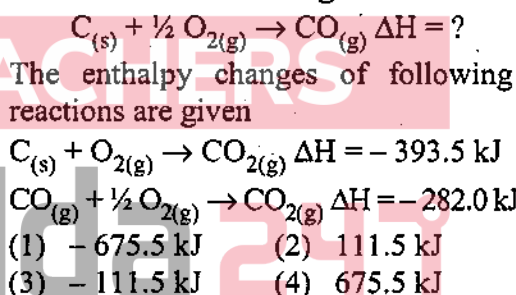 C(s) + ½ O2(g) → CO(g) ΔH = ?
The enthalpy changes of following
reactions are given
C(s) + O2(g) → CO2(g) ΔH = – 393.5 kJ
CO(g) + ½ O2(g) → CO2(g) ΔH = – 282.0 kJ
(1) – 675.5 kJ (2) 111.5 kJ
(3) – 111.5 kJ (4) 675.5 kJ